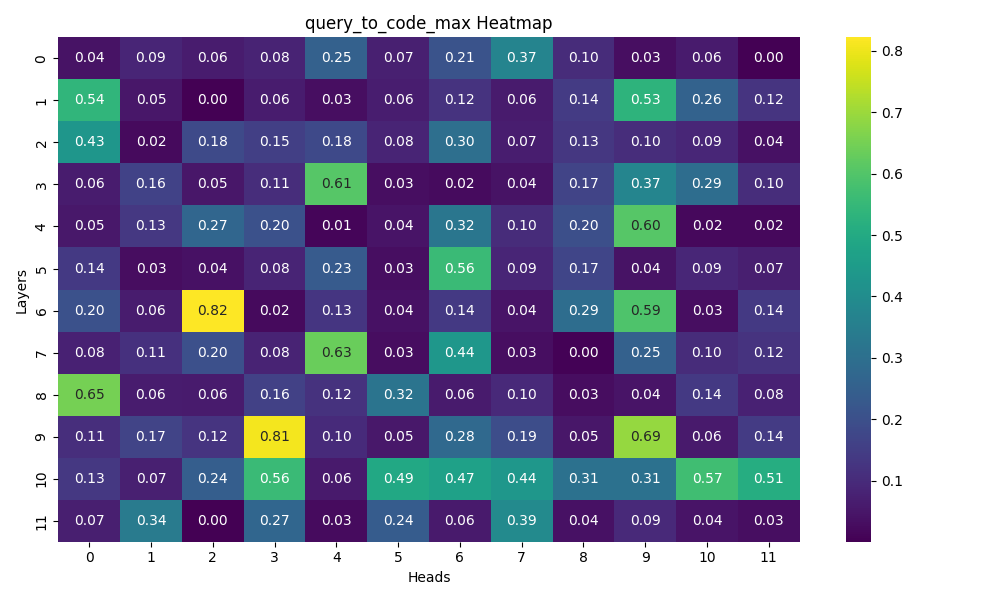 query_to_code_max Heatmap
0 0.04 0.09 0.06 0.08 0.25 0.07 0.21 0.37 0.10 0.03 0.06 0.00
1 0.54 0.05 0.00 0.06 0.03 0.06 0.12 0.06 0.14 0.53 0.26 0.12
2 0.43 0.02 0.18 0.15 0.18 0.08 0.30 0.07 0.13 0.10 0.09 0.04
3 0.06 0.16 0.05 0.11 0.61 0.03 0.02 0.04 0.17 0.37 0.29 0.10
4 0.05 0.13 0.27 0.20 0.01 0.04 0.32 0.10 0.20 0.60 0.02 0.02
5 0.14 0.03 0.04 0.08 0.23 0.03 0.56 0.09 0.17 0.04 0.09 0.07
6 0.20 0.06 0.82 0.02 0.13 0.04 0.14 0.04 0.29 0.59 0.03 0.14
7 0.08 0.11 0.20 0.08 0.63 0.03 0.44 0.03 0.00 0.25 0.10 0.12
8 0.65 0.06 0.06 0.16 0.12 0.32 0.06 0.10 0.03 0.04 0.14 0.08
9 0.11 0.17 0.12 0.81 0.10 0.05 0.28 0.19 0.05 0.69 0.06 0.14
10 0.13 0.07 0.24 0.56 0.06 0.49 0.47 0.44 0.31 0.31 0.57 0.51
11 0.07 0.34 0.00 0.27 0.03 0.24 0.06 0.39 0.04 0.09 0.04 0.03
0 1 2 3 4 5 6 7 8 9 10 11
Heads
Layers
0.8
0.7
0.6
0.5
0.4
0.3
0.2
0.1